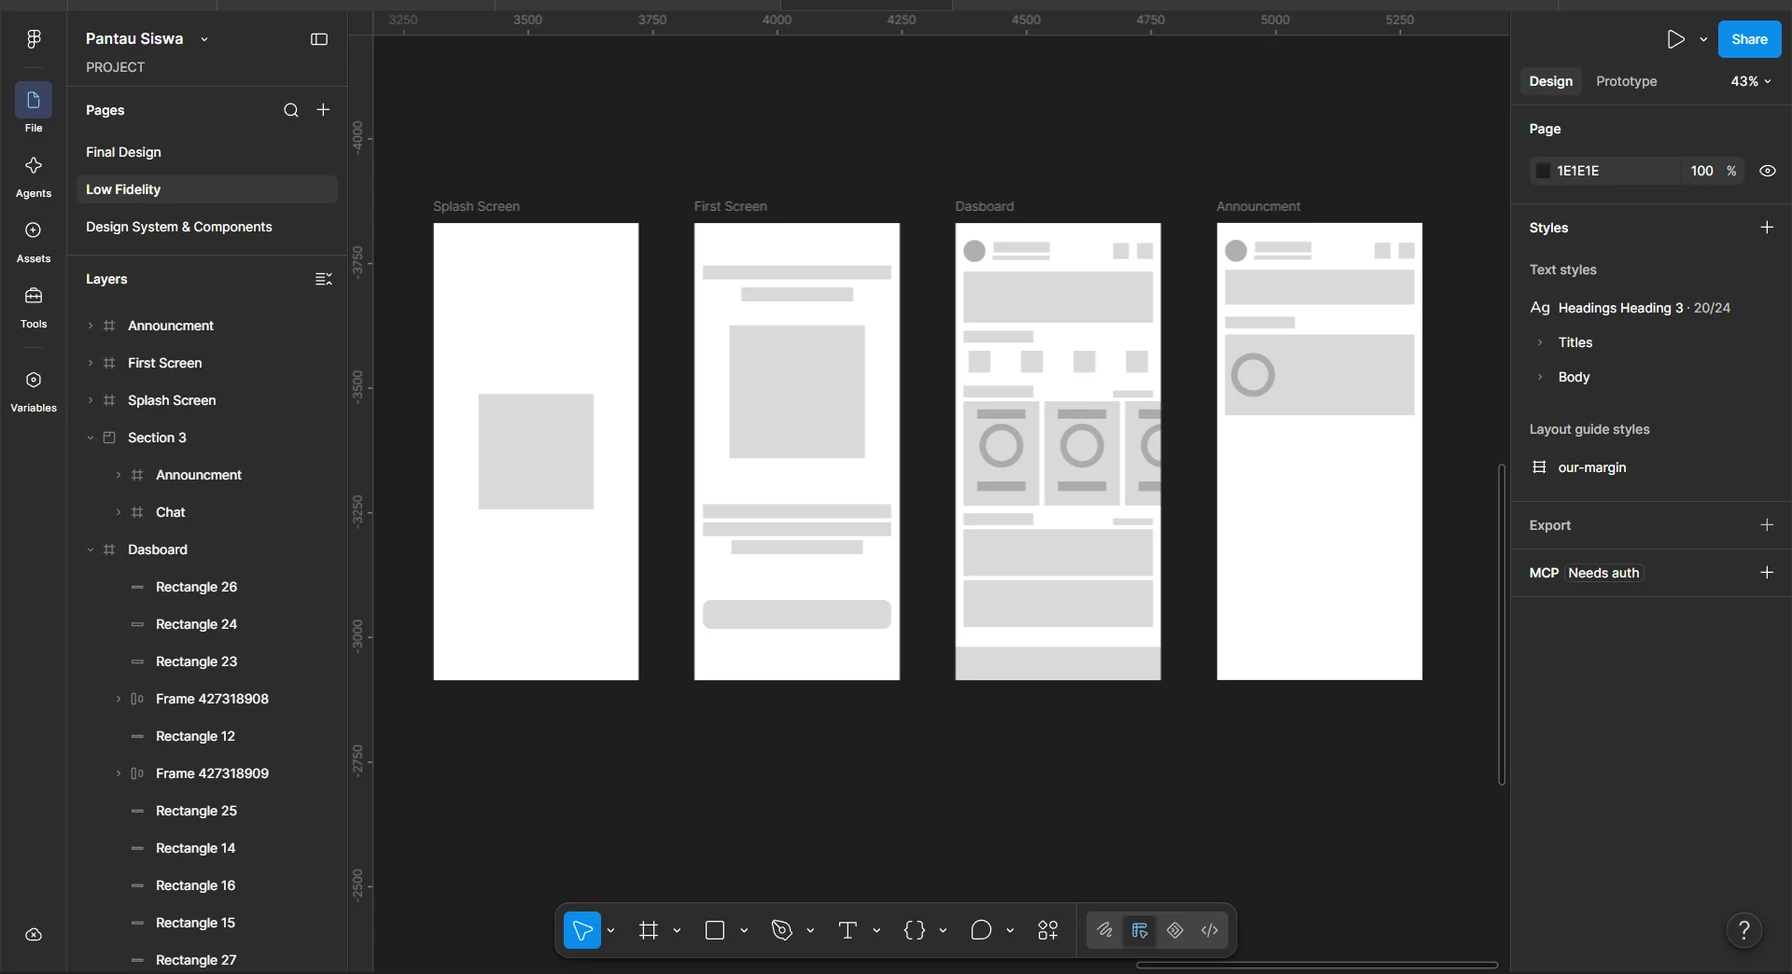 Pantau Siswa
PROJECT
File
Agents
Assets
Tools
Variables
Pages
Final Design
Low Fidelity
Design System & Components
Layers
Announcment
First Screen
Splash Screen
Section 3
Announcment
Chat
Dasboard
Rectangle 26
Rectangle 24
Rectangle 23
Frame 427318908
Rectangle 12
Frame 427318909
Rectangle 25
Rectangle 14
Rectangle 16
Rectangle 15
Rectangle 27
3250 3500 3750 4000 4250 4500 4750 5000 5250
-4000
-3750
-3500
-3250
-3000
-2750
-2500
Splash Screen
First Screen
Dasboard
Announcment
Share
Design Prototype 43%
Page
1E1E1E 100 %
Styles
Text styles
Ag Headings Heading 3 · 20/24
Titles
Body
Layout guide styles
our-margin
Export
MCP Needs auth
?